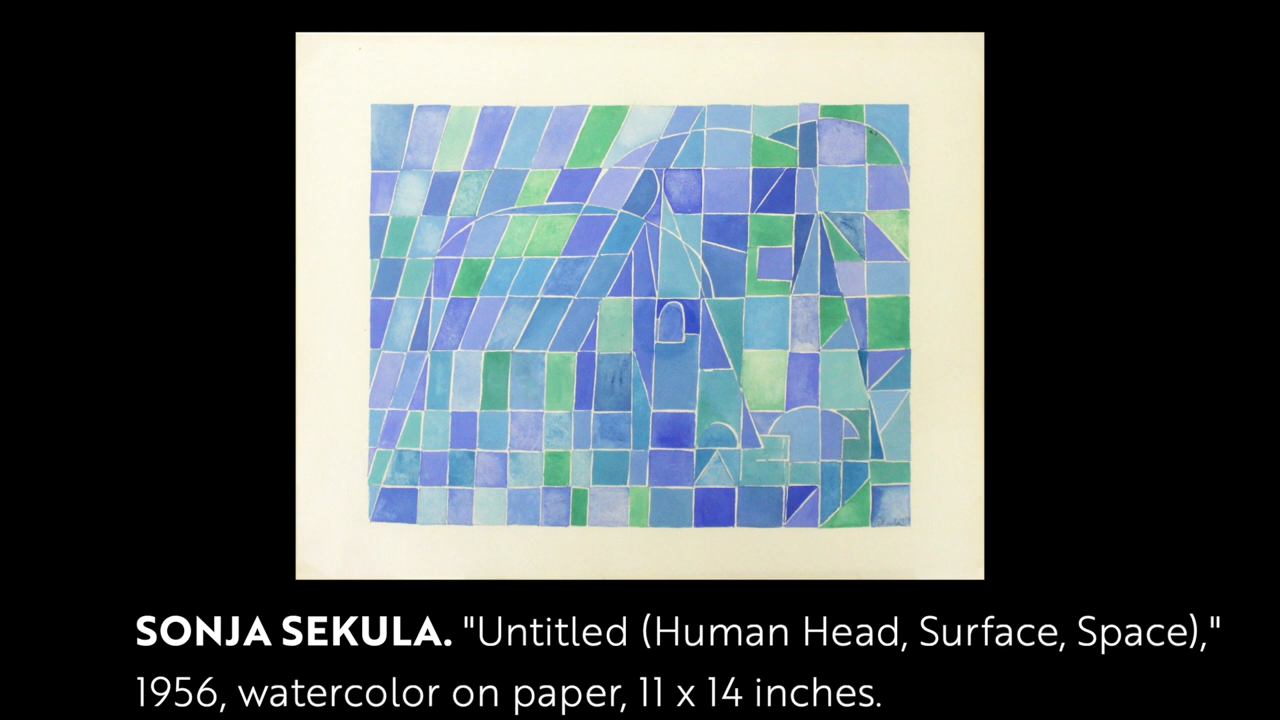 SONJA SEKULA. "Untitled (Human Head, Surface, Space),"
1956, watercolor on paper, 11 x 14 inches.